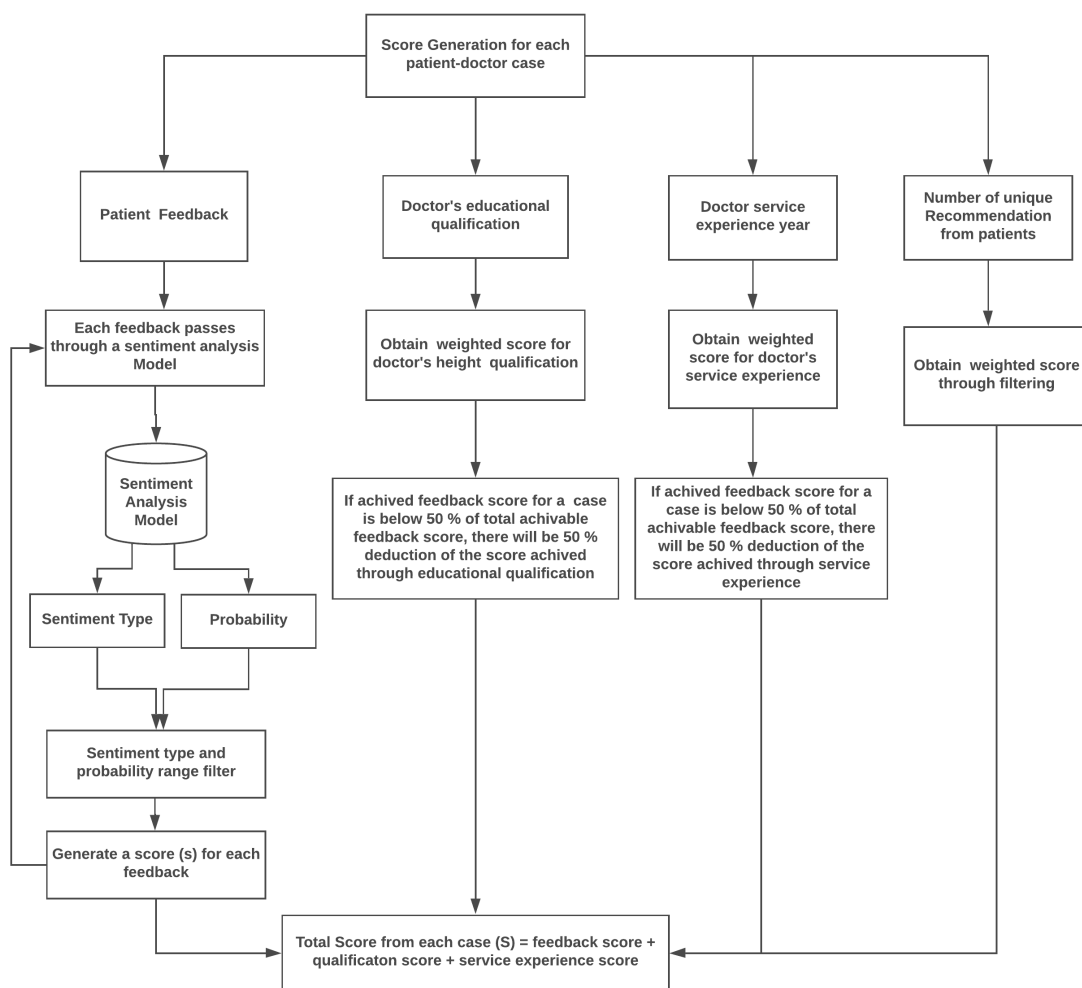 Score Generation for each
patient-doctor case
Patient Feedback
Doctor's educational
qualification
Doctor service
experience year
Number of unique
Recommendation
from patients
Each feedback passes
through a sentiment analysis
Model
Obtain weighted score for
doctor's height qualification
Obtain weighted
score for doctor's
service experience
Obtain weighted score
through filtering
Sentiment
Analysis
Model
If achived feedback score for a case
is below 50 % of total achivable
feedback score, there will be 50 %
deduction of the score achived
through educational qualification
If achived feedback score for a
case is below 50 % of total
achivable feedback score, there
will be 50 % deduction of the
score achived through service
experience
Sentiment Type
Probability
Sentiment type and
probability range filter
Generate a score (s) for each
feedback
Total Score from each case (S) = feedback score +
qualificaton score + service experience score